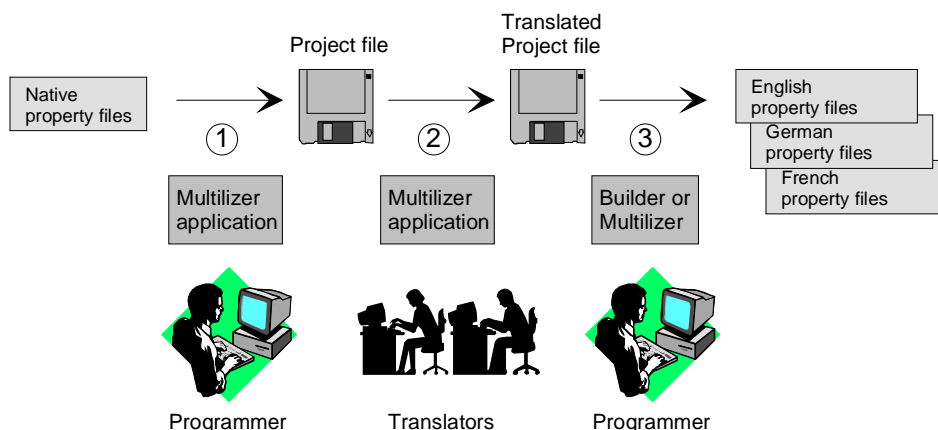 Translated
Project file
Project file
Native
property files
English
property files
German
property files
French
property files
1
2
3
Multilizer
application
Multilizer
application
Builder or
Multilizer
Programmer
Translators
Programmer